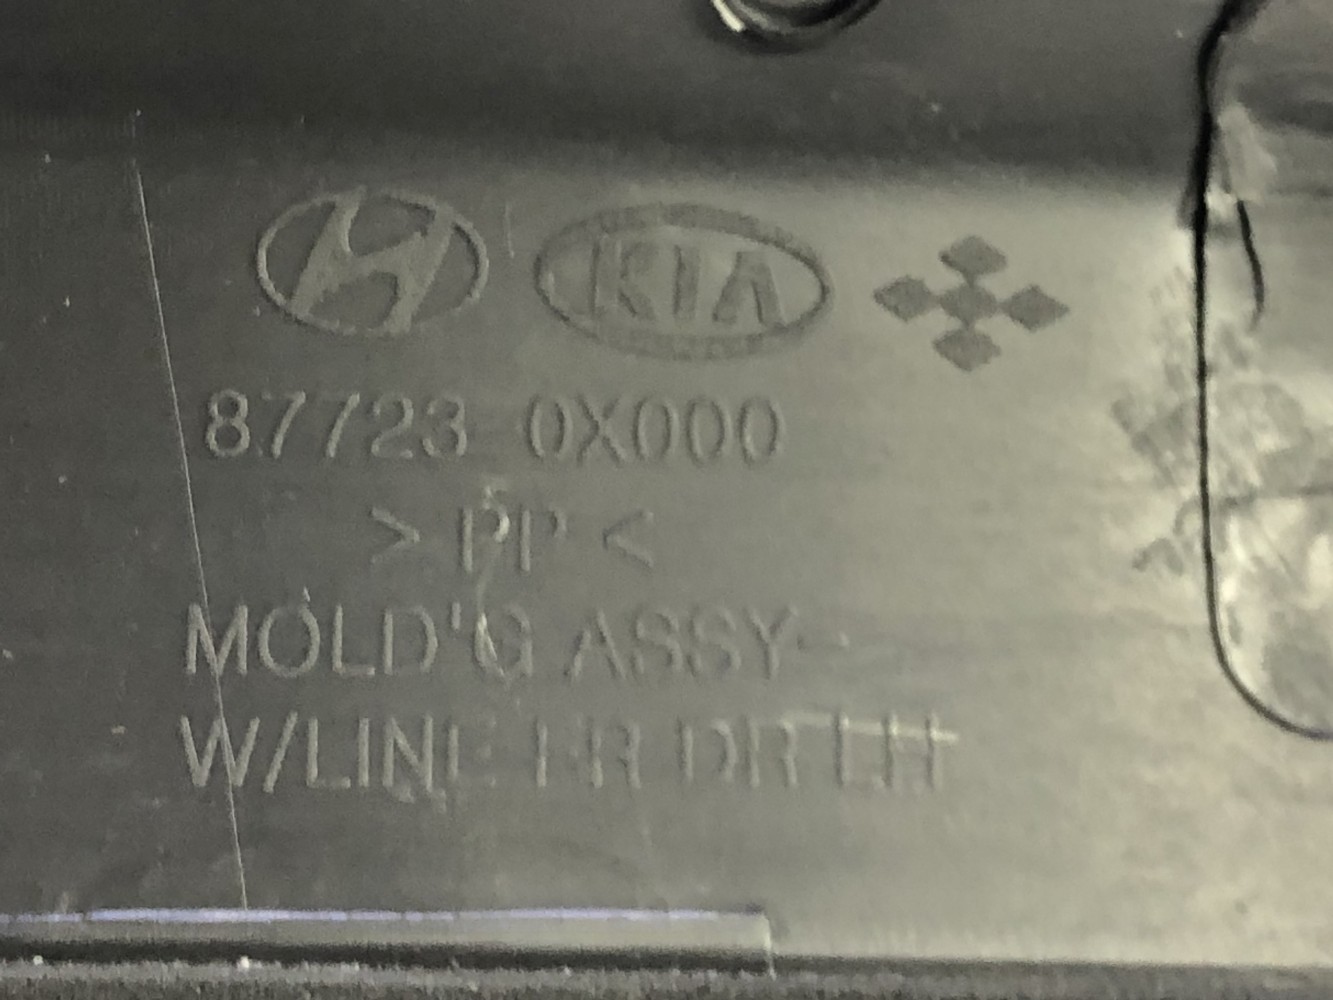 KIA
87723 0X000
> PP <
MOLD'G ASSY-
W/LINE FR DR LH